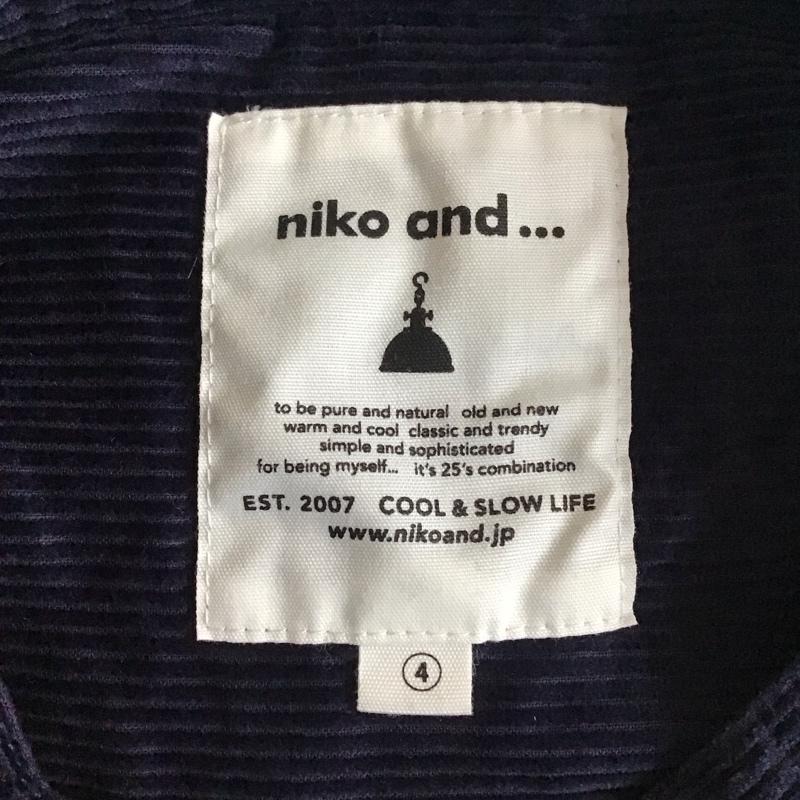 niko and...
to be pure and natural old and new
warm and cool classic and trendy
simple and sophisticated
for being myself... it's 25's combination
EST. 2007 COOL & SLOW LIFE
www.nikoand.jp
4